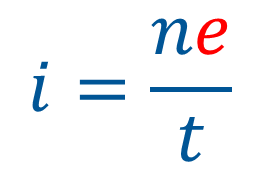 i = ne/t